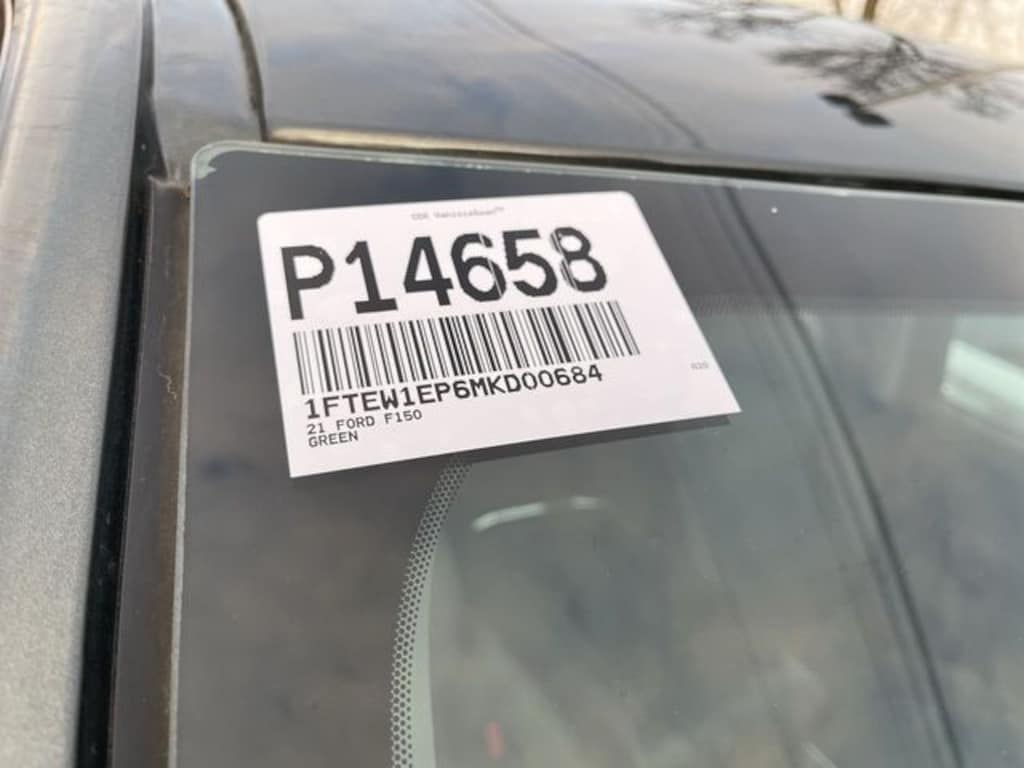 P14658
1FTEW1EP6MKD00684
21 FORD F150
GREEN